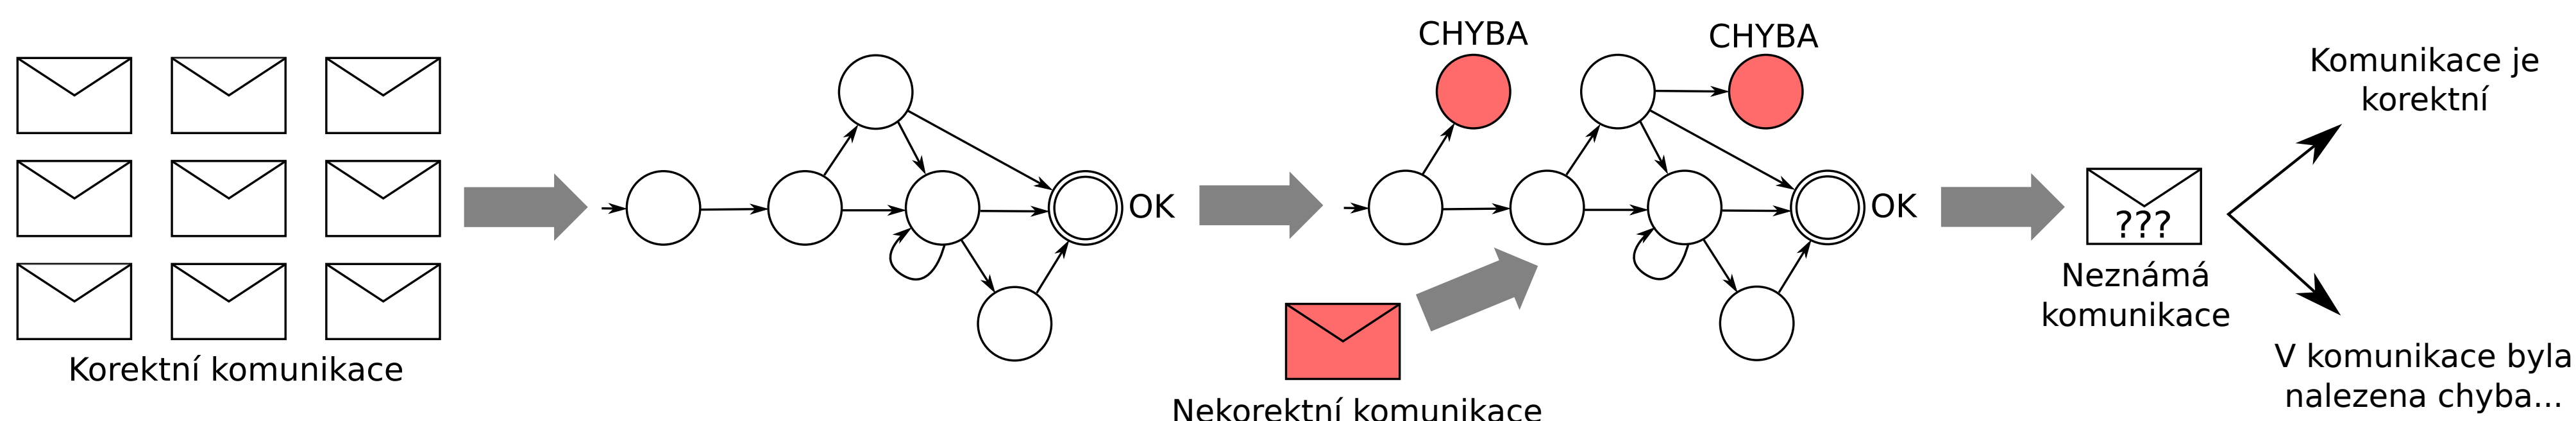 Korektní komunikace
OK
CHYBA
CHYBA
OK
Nekorektní komunikace
???
Neznámá
komunikace
Komunikace je
korektní
V komunikace byla
nalezena chyba...